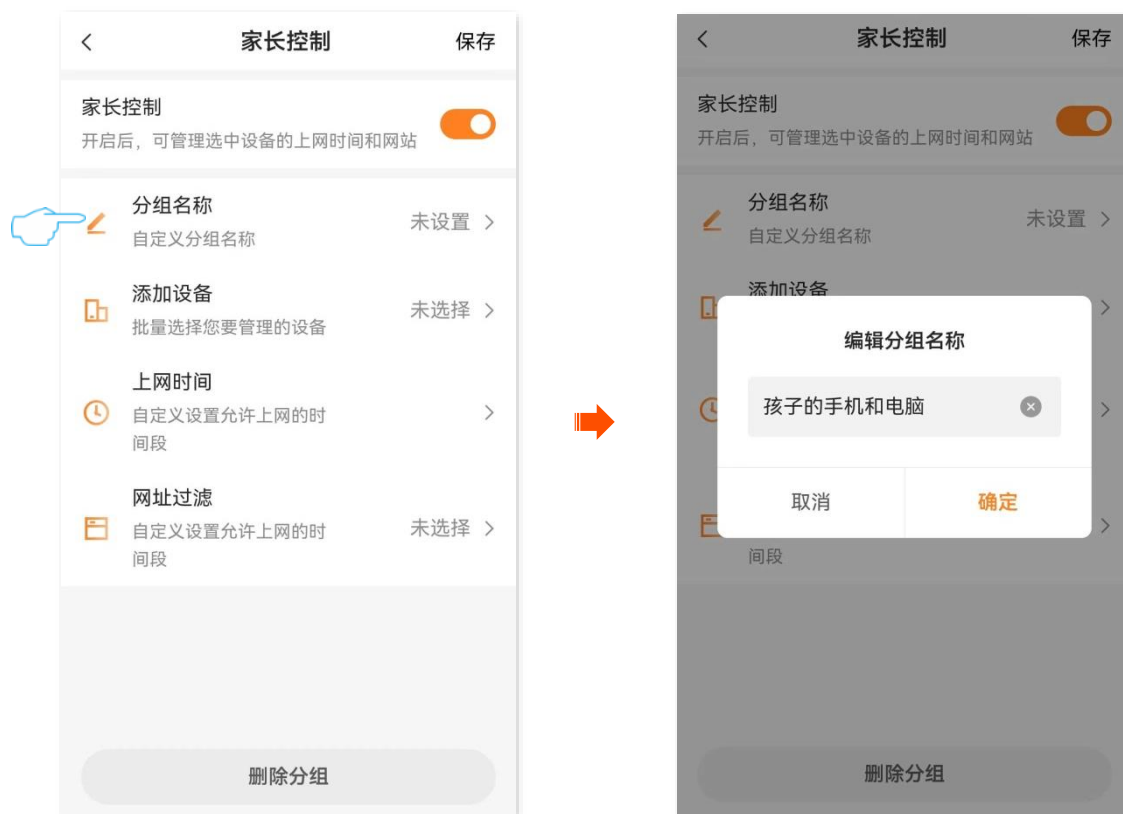 家长控制
保存
家长控制
开启后，可管理选中设备的上网时间和网站
分组名称
未设置
自定义分组名称
添加设备
未选择
批量选择您要管理的设备
上网时间
自定义设置允许上网的时
间段
网址过滤
自定义设置允许上网的时
未选择
间段
删除分组
家长控制
保存
家长控制
开启后，可管理选中设备的上网时间和网站
分组名称
未设置
自定义分组名称
添加设备
编辑分组名称
孩子的手机和电脑
取消
确定
间段
删除分组